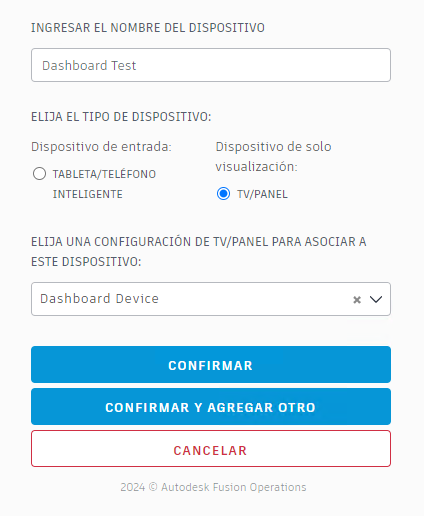 INGRESAR EL NOMBRE DEL DISPOSITIVO
Dashboard Test
ELIJA EL TIPO DE DISPOSITIVO:
Dispositivo de entrada:
TABLETA/TELÉFONO
INTELIGENTE
Dispositivo de solo
visualización:
TV/PANEL
ELIJA UNA CONFIGURACIÓN DE TV/PANEL PARA ASOCIAR A
ESTE DISPOSITIVO:
Dashboard Device
CONFIRMAR
CONFIRMAR Y AGREGAR OTRO
CANCELAR
2024 © Autodesk Fusion Operations